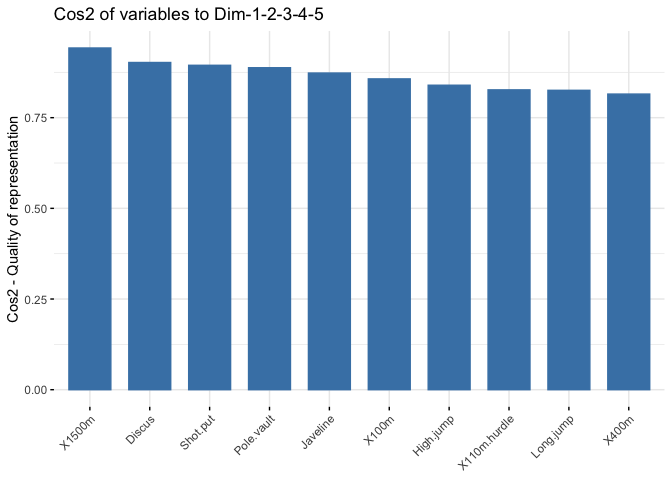 Cos2 of variables to Dim-1-2-3-4-5
Cos2 - Quality of representation
0.75
0.50
0.25
0.00
X1500m
Discus
Shot.put
Pole.vault
Javeline
X100m
High.jump
X110m.hurdle
Long.jump
X400m